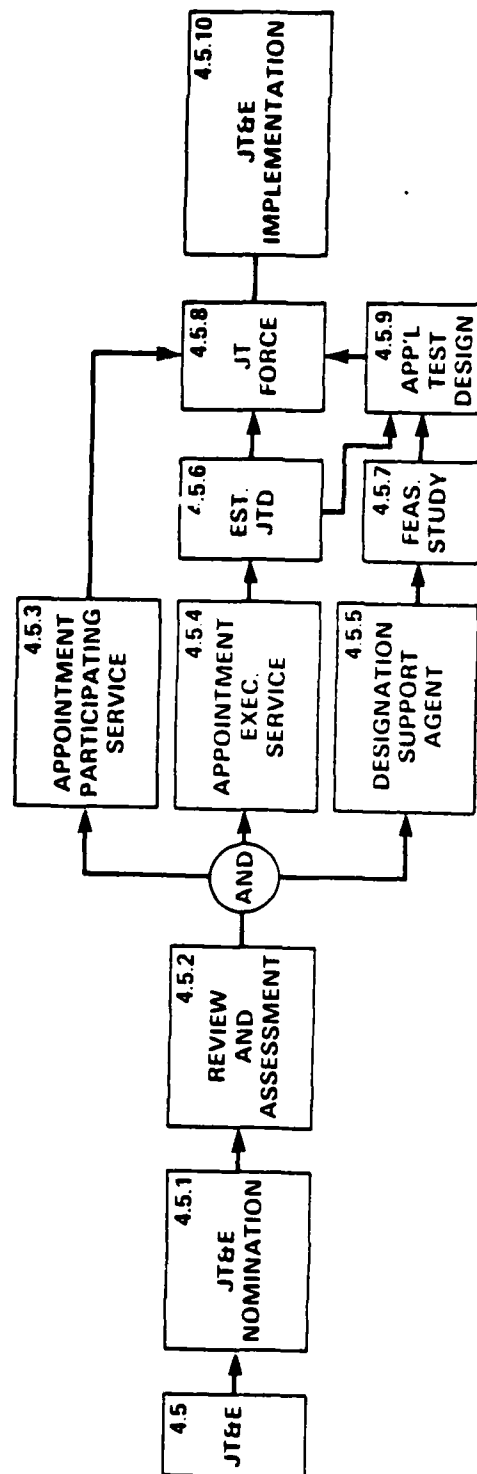 4.5
JT&E
4.5.1
JT&E
NOMINATION
4.5.2
REVIEW
AND
ASSESSMENT
AND
4.5.3
APPOINTMENT
PARTICIPATING
SERVICE
4.5.4
APPOINTMENT
EXEC.
SERVICE
4.5.5
DESIGNATION
SUPPORT
AGENT
4.5.6
EST.
JTD
4.5.7
FEAS.
STUDY
4.5.8
JT
FORCE
4.5.9
APP'L
TEST
DESIGN
4.5.10
JT&E
IMPLEMENTATION